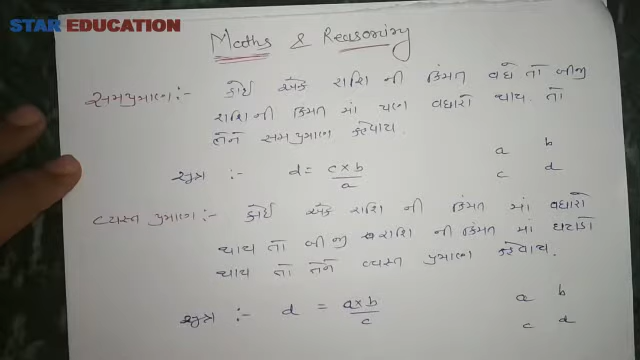 STAR EDUCATION
Maths & Reasoning
સમપ્રમાણ :- કોઈ એક રાશિ ની કિંમત વધે તો બીજી
રાશિ ની કિંમત માં પણ વધારો થાય. તો
તેને સમપ્રમાણ કહેવાય.
સુત્ર :- d = c×b/a
a b
c d
વ્યસ્ત પ્રમાણ :- કોઈ એક રાશિ ની કિંમત માં વધારો
થાય તો બીજી રાશિ ની કિંમત માં ઘટાડો
થાય તો તેને વ્યસ્ત પ્રમાણ કહેવાય.
સુત્ર :- d = a×b/c
a b
c d